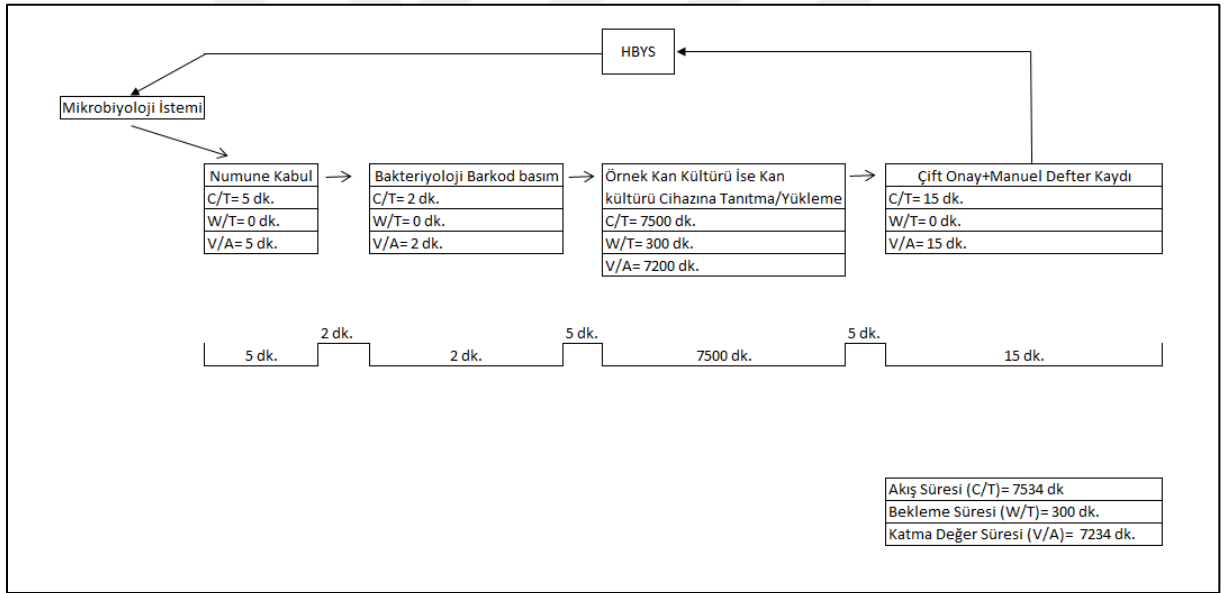 HBYS
Mikrobiyoloji İstemi
Numune Kabul
C/T= 5 dk.
W/T= 0 dk.
V/A= 5 dk.
Bakteriyoloji Barkod basım
C/T= 2 dk.
W/T= 0 dk.
V/A= 2 dk.
Örnek Kan Kültürü İse Kan
kültürü Cihazına Tanıtma/Yükleme
C/T= 7500 dk.
W/T= 300 dk.
V/A= 7200 dk.
Çift Onay+Manuel Defter Kaydı
C/T= 15 dk.
W/T= 0 dk.
V/A= 15 dk.
5 dk.
2 dk.
2 dk.
5 dk.
7500 dk.
5 dk.
15 dk.
Akış Süresi (C/T)= 7534 dk
Bekleme Süresi (W/T)= 300 dk.
Katma Değer Süresi (V/A)= 7234 dk.